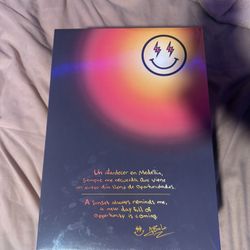 Un atardecer en Medellín,
siempre me recuerda que viene
un nuevo día lleno de oportunidades.
A sunset always reminds me,
a new day full of
opportunity is coming.